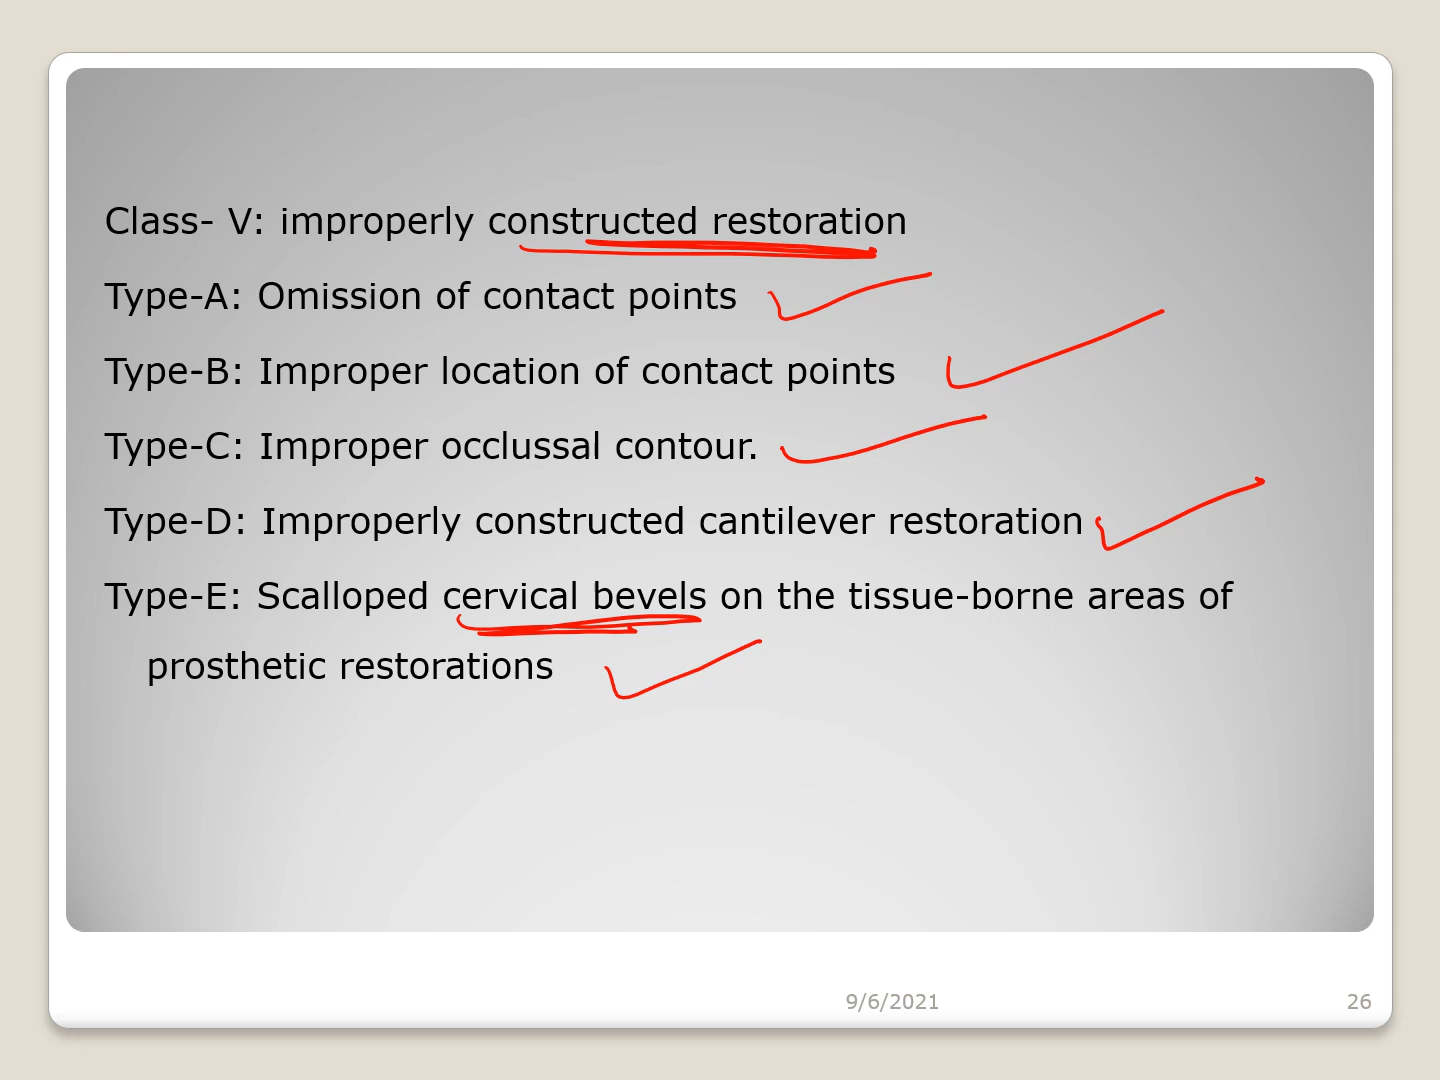 Class- V: improperly constructed restoration
Type-A: Omission of contact points
Type-B: Improper location of contact points
Type-C: Improper occlussal contour.
Type-D: Improperly constructed cantilever restoration
Type-E: Scalloped cervical bevels on the tissue-borne areas of
prosthetic restorations
9/6/2021
26